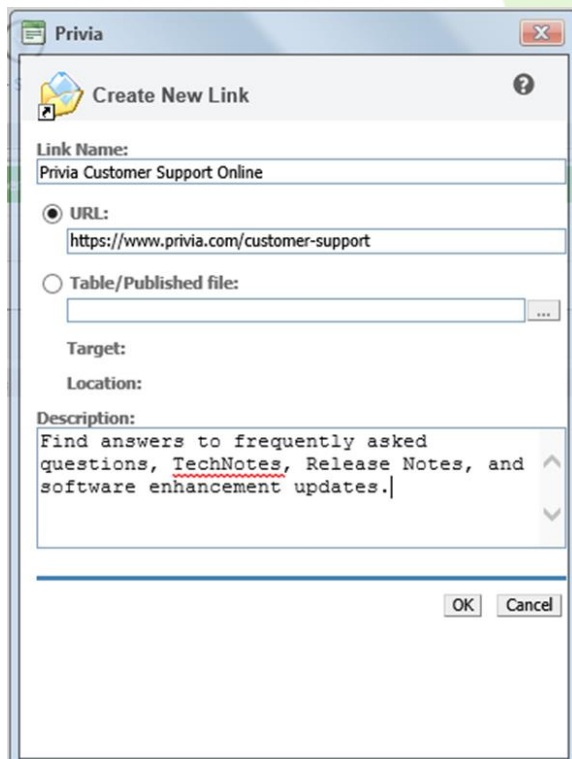 Privia
Create New Link
Link Name:
Privia Customer Support Online
URL:
https://www.privia.com/customer-support
Table/Published file:
...
Target:
Location:
Description:
Find answers to frequently asked
questions, TechNotes, Release Notes, and
software enhancement updates.
OK Cancel